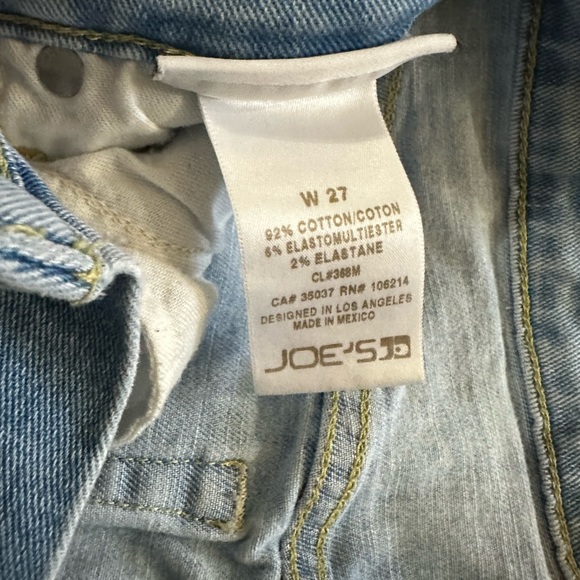 W 27
92% COTTON/COTON
6% ELASTOMULTIESTER
2% ELASTANE
CL#368M
CA# 35037 RN# 106214
DESIGNED IN LOS ANGELES
MADE IN MEXICO
JOE'S